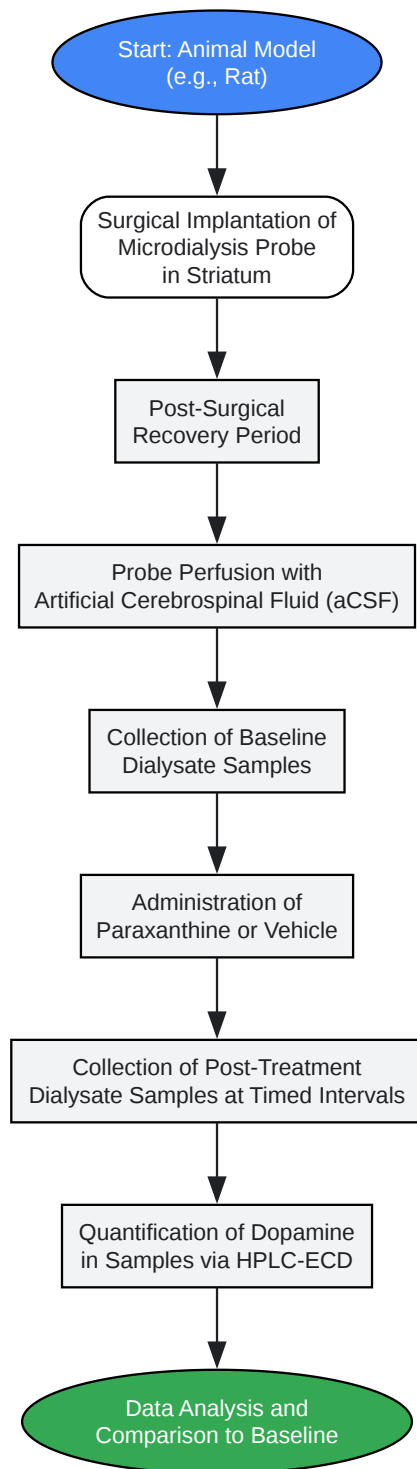 Start: Animal Model
(e.g., Rat)
Surgical Implantation of
Microdialysis Probe
in Striatum
Post-Surgical
Recovery Period
Probe Perfusion with
Artificial Cerebrospinal Fluid (aCSF)
Collection of Baseline
Dialysate Samples
Administration of
Paraxanthine or Vehicle
Collection of Post-Treatment
Dialysate Samples at Timed Intervals
Quantification of Dopamine
in Samples via HPLC-ECD
Data Analysis and
Comparison to Baseline